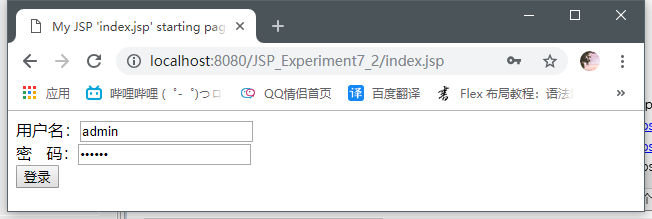 My JSP 'index.jsp' starting pag
localhost:8080/JSP_Experiment7_2/index.jsp
应用 哔哩哔哩 ( ゜- ゜)つロ QQ情侣首页 译 百度翻译 书 Flex 布局教程：语法
用户名： admin
密 码： ••••••
登录